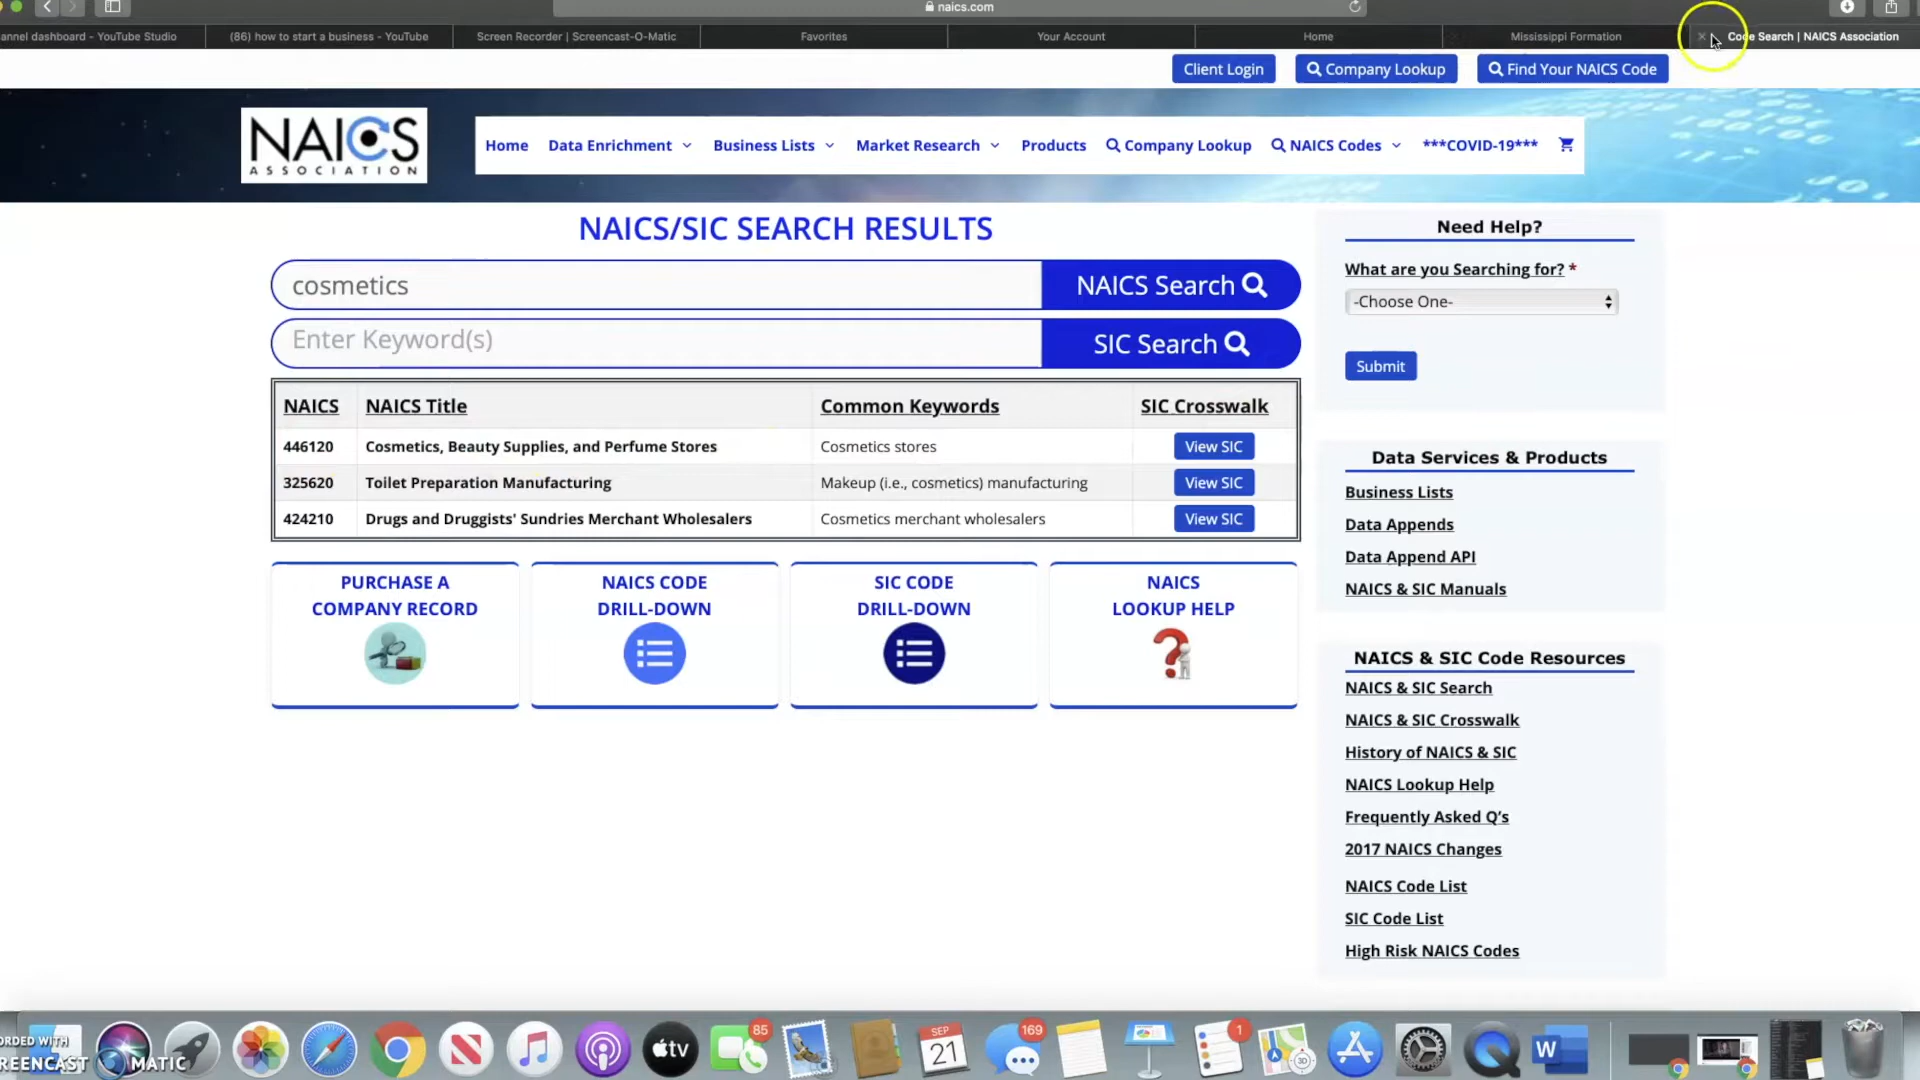 naics.com
annel dashboard - YouTube Studio
(86) how to start a business - YouTube
Screen Recorder | Screencast-O-Matic
Favorites
Your Account
Home
Mississippi Formation
Code Search | NAICS Association
Client Login
Company Lookup
Find Your NAICS Code
NAICS
ASSOCIATION
Home
Data Enrichment
Business Lists
Market Research
Products
Company Lookup
NAICS Codes
***COVID-19***
NAICS/SIC SEARCH RESULTS
cosmetics
NAICS Search
Enter Keyword(s)
SIC Search
NAICS NAICS Title Common Keywords SIC Crosswalk
446120 Cosmetics, Beauty Supplies, and Perfume Stores Cosmetics stores View SIC
325620 Toilet Preparation Manufacturing Makeup (i.e., cosmetics) manufacturing View SIC
424210 Drugs and Druggists' Sundries Merchant Wholesalers Cosmetics merchant wholesalers View SIC
PURCHASE A
COMPANY RECORD
NAICS CODE
DRILL-DOWN
SIC CODE
DRILL-DOWN
NAICS
LOOKUP HELP
Need Help?
What are you Searching for? *
-Choose One-
Submit
Data Services & Products
Business Lists
Data Appends
Data Append API
NAICS & SIC Manuals
NAICS & SIC Code Resources
NAICS & SIC Search
NAICS & SIC Crosswalk
History of NAICS & SIC
NAICS Lookup Help
Frequently Asked Q's
2017 NAICS Changes
NAICS Code List
SIC Code List
High Risk NAICS Codes
ORDED WITH
REENCAST MATIC
tv
85
SEP
21
169
1
3D
W